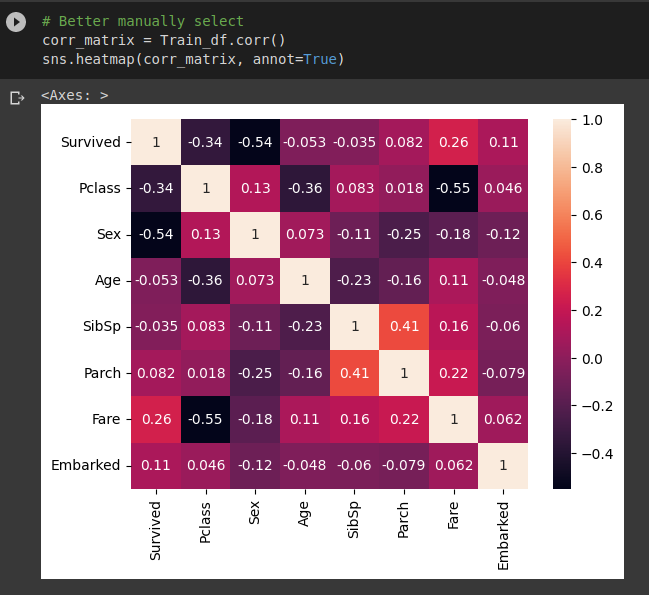 # Better manually select
corr_matrix = Train_df.corr()
sns.heatmap(corr_matrix, annot=True)
<Axes: >
Survived 1 -0.34 -0.54 -0.053 -0.035 0.082 0.26 0.11
Pclass -0.34 1 0.13 -0.36 0.083 0.018 -0.55 0.046
Sex -0.54 0.13 1 0.073 -0.11 -0.25 -0.18 -0.12
Age -0.053 -0.36 0.073 1 -0.23 -0.16 0.11 -0.048
SibSp -0.035 0.083 -0.11 -0.23 1 0.41 0.16 -0.06
Parch 0.082 0.018 -0.25 -0.16 0.41 1 0.22 -0.079
Fare 0.26 -0.55 -0.18 0.11 0.16 0.22 1 0.062
Embarked 0.11 0.046 -0.12 -0.048 -0.06 -0.079 0.062 1
Survived Pclass Sex Age SibSp Parch Fare Embarked
1.0
0.8
0.6
0.4
0.2
0.0
−0.2
−0.4